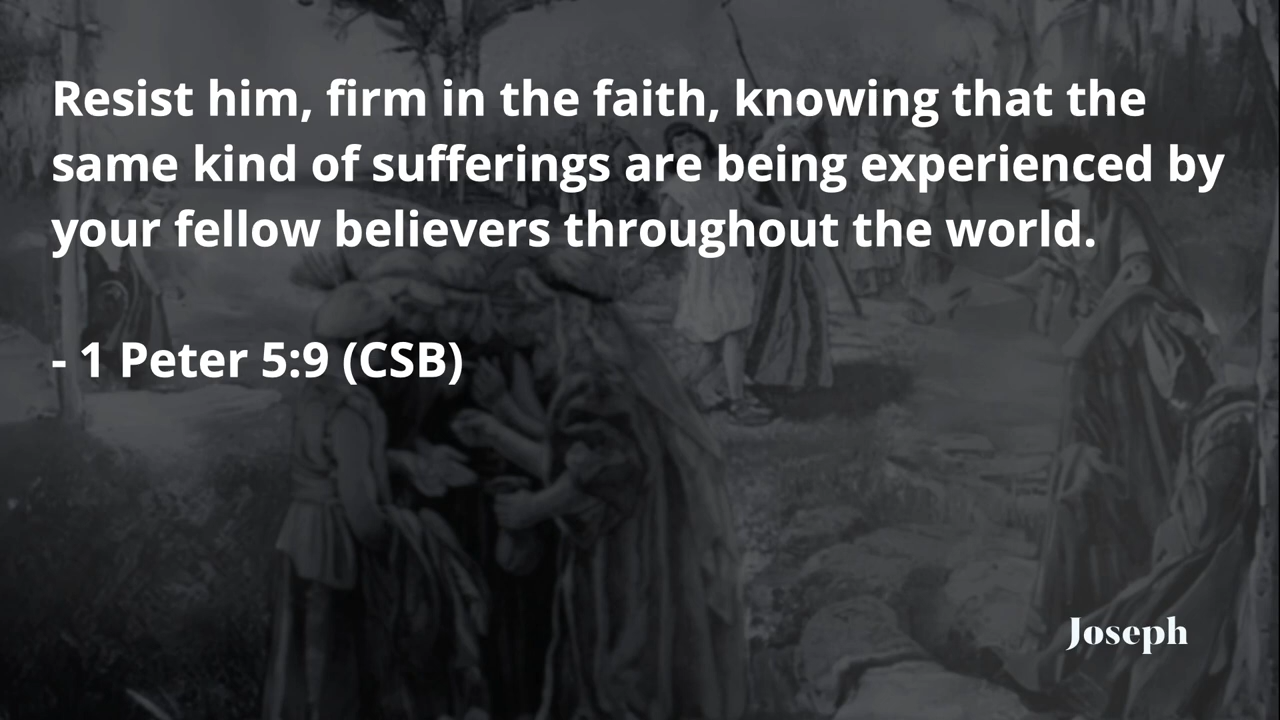 Resist him, firm in the faith, knowing that the
same kind of sufferings are being experienced by
your fellow believers throughout the world.
- 1 Peter 5:9 (CSB)
Joseph